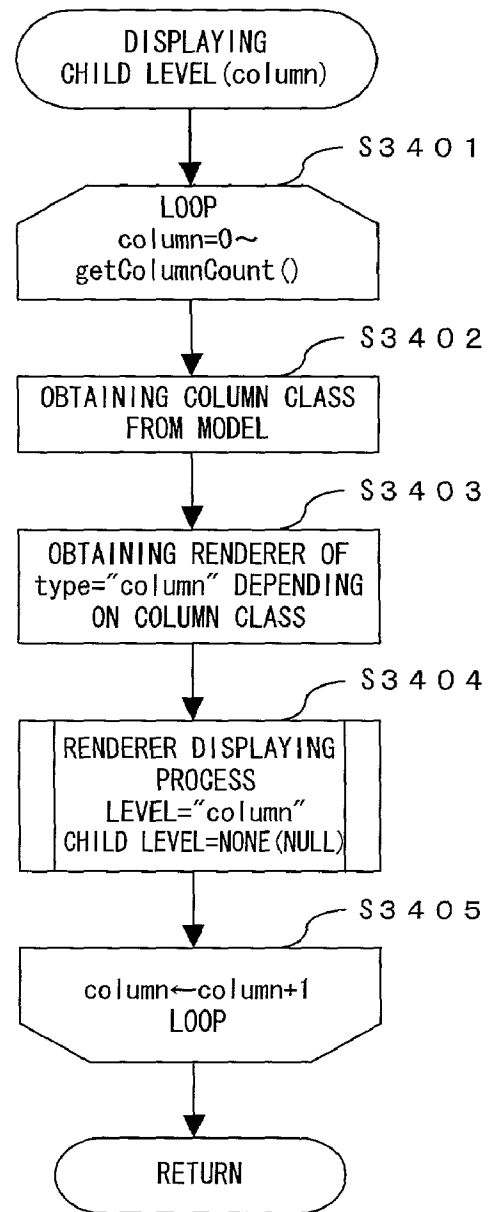 DISPLAYING
CHILD LEVEL(column)
S3401
LOOP
column=0~
getColumnCount()
S3402
OBTAINING COLUMN CLASS
FROM MODEL
S3403
OBTAINING RENDERER OF
type="column" DEPENDING
ON COLUMN CLASS
S3404
RENDERER DISPLAYING
PROCESS
LEVEL="column"
CHILD LEVEL=NONE(NULL)
S3405
column←column+1
LOOP
RETURN